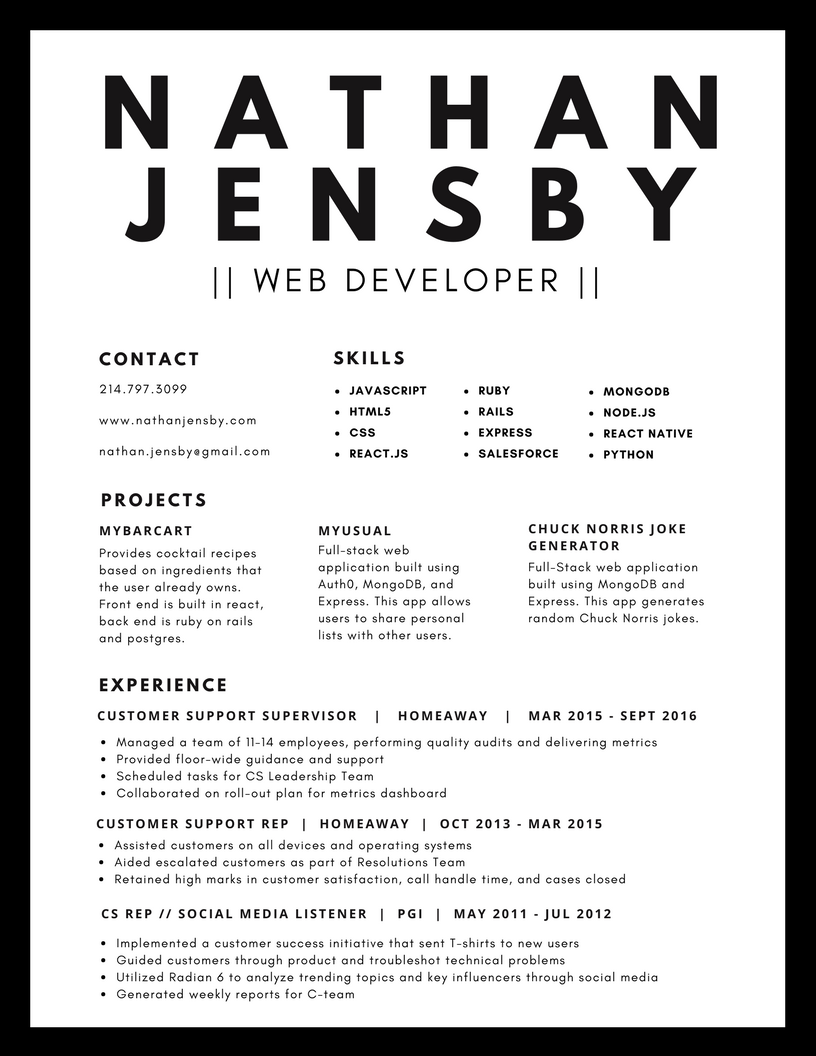 NATHAN
JENSBY
|| WEB DEVELOPER ||
CONTACT
214.797.3099
www.nathanjensby.com
nathan.jensby@gmail.com
SKILLS
• JAVASCRIPT
• HTML5
• CSS
• REACT.JS
• RUBY
• RAILS
• EXPRESS
• SALESFORCE
• MONGODB
• NODE.JS
• REACT NATIVE
• PYTHON
PROJECTS
MYBARCART
Provides cocktail recipes
based on ingredients that
the user already owns.
Front end is built in react,
back end is ruby on rails
and postgres.
MYUSUAL
Full-stack web
application built using
Auth0, MongoDB, and
Express. This app allows
users to share personal
lists with other users.
CHUCK NORRIS JOKE
GENERATOR
Full-Stack web application
built using MongoDB and
Express. This app generates
random Chuck Norris jokes.
EXPERIENCE
CUSTOMER SUPPORT SUPERVISOR | HOMEAWAY | MAR 2015 - SEPT 2016
• Managed a team of 11-14 employees, performing quality audits and delivering metrics
• Provided floor-wide guidance and support
• Scheduled tasks for CS Leadership Team
• Collaborated on roll-out plan for metrics dashboard
CUSTOMER SUPPORT REP | HOMEAWAY | OCT 2013 - MAR 2015
• Assisted customers on all devices and operating systems
• Aided escalated customers as part of Resolutions Team
• Retained high marks in customer satisfaction, call handle time, and cases closed
CS REP // SOCIAL MEDIA LISTENER | PGI | MAY 2011 - JUL 2012
• Implemented a customer success initiative that sent T-shirts to new users
• Guided customers through product and troubleshot technical problems
• Utilized Radian 6 to analyze trending topics and key influencers through social media
• Generated weekly reports for C-team